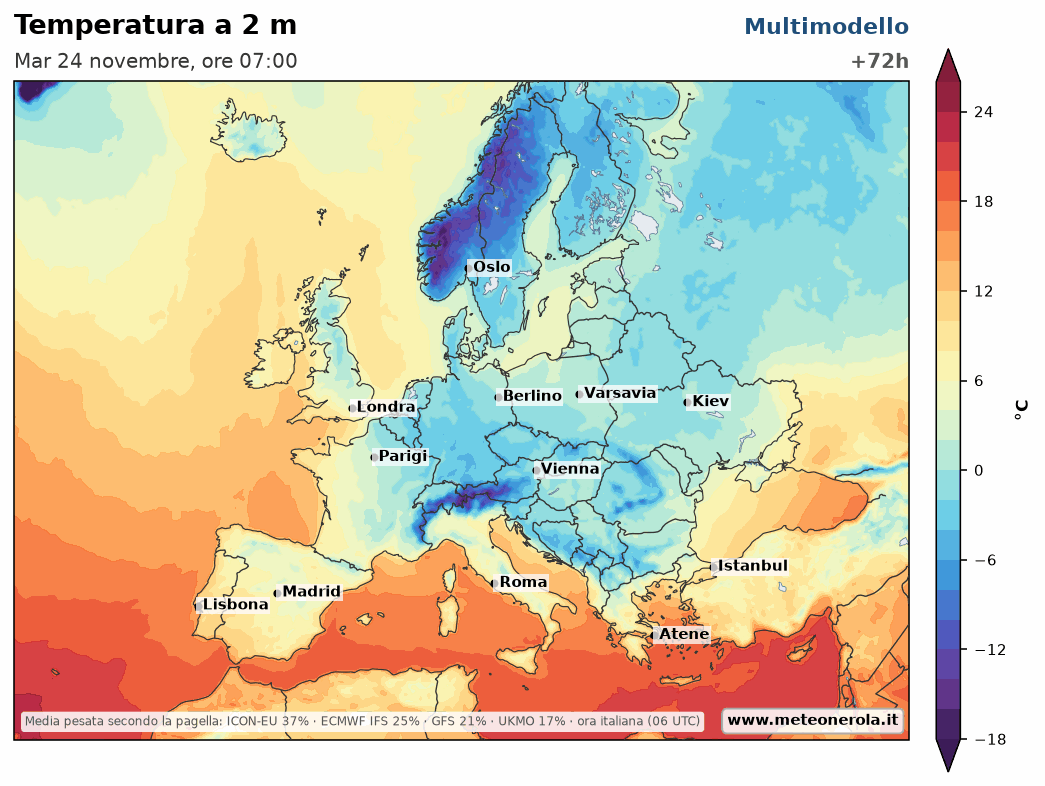 Temperatura a 2 m
Multimodello
Mar 24 novembre, ore 07:00
+72h
24
18
12
6
0
−6
−12
−18
°C
Oslo
Berlino
Varsavia
Kiev
Londra
Parigi
Vienna
Istanbul
Roma
Madrid
Lisbona
Atene
Media pesata secondo la pagella: ICON-EU 37% · ECMWF IFS 25% · GFS 21% · UKMO 17% · ora italiana (06 UTC)
www.meteonerola.it